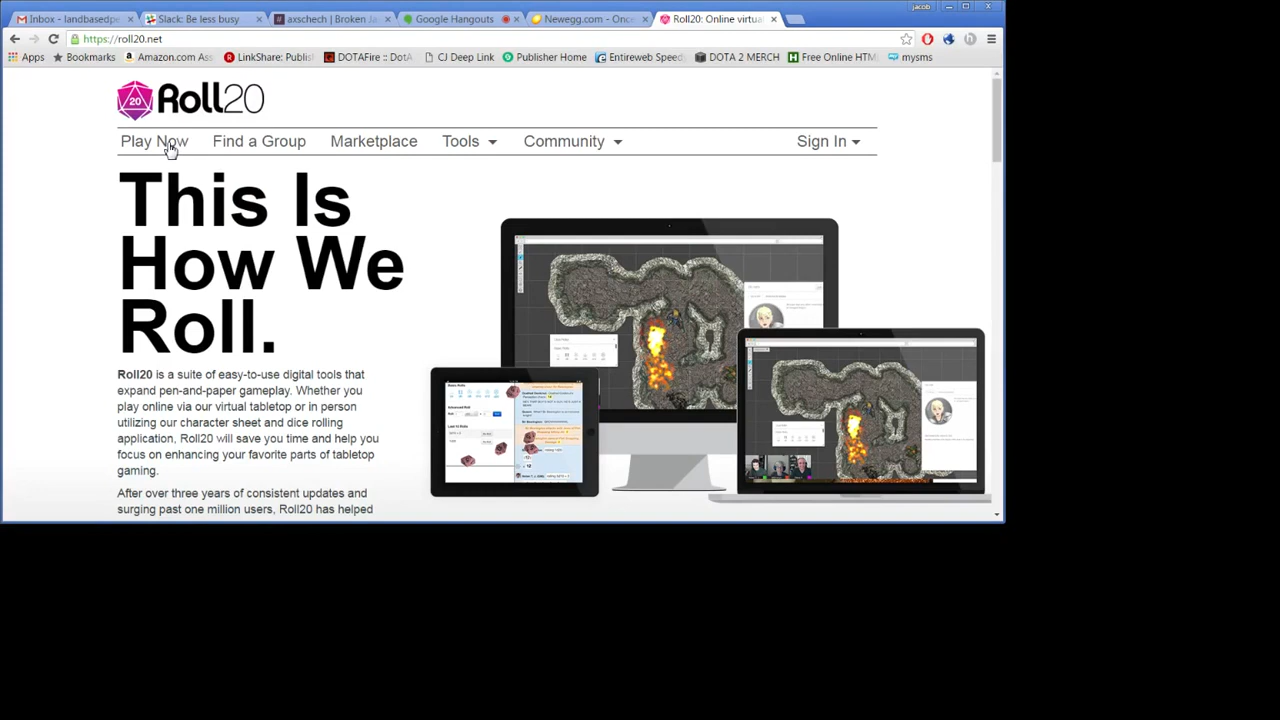 jacob
Inbox - landbasedpe
Slack: Be less busy
axschech | Broken Ja
Google Hangouts
Newegg.com - Once
Roll20: Online virtua
https://roll20.net
Apps
Bookmarks
Amazon.com Ass
LinkShare: Publis
DOTAFire :: DotA
CJ Deep Link
Publisher Home
Entireweb Speed
DOTA 2 MERCH
Free Online HTM
mysms
20
Roll20
Play Now
Find a Group
Marketplace
Tools
Community
Sign In
This Is
How We
Roll.
Roll20 is a suite of easy-to-use digital tools that
expand pen-and-paper gameplay. Whether you
play online via our virtual tabletop or in person
utilizing our character sheet and dice rolling
application, Roll20 will save you time and help you
focus on enhancing your favorite parts of tabletop
gaming.
After over three years of consistent updates and
surging past one million users, Roll20 has helped